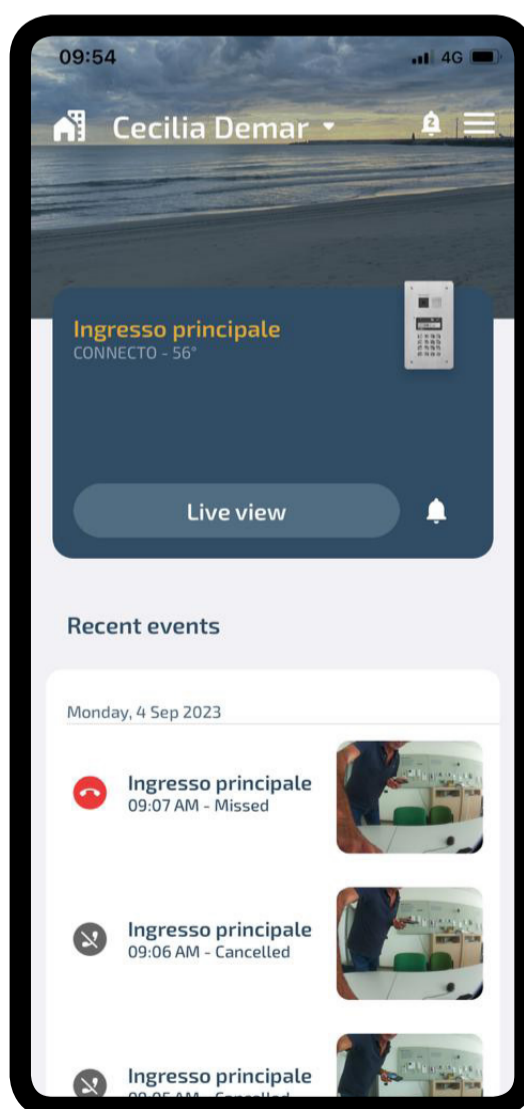 09:54
4G
Cecilia Demar
Z
Ingresso principale
CONNECTO - 56°
Live view
Recent events
Monday, 4 Sep 2023
Ingresso principale
09:07 AM - Missed
Ingresso principale
09:06 AM - Cancelled
Ingresso principale